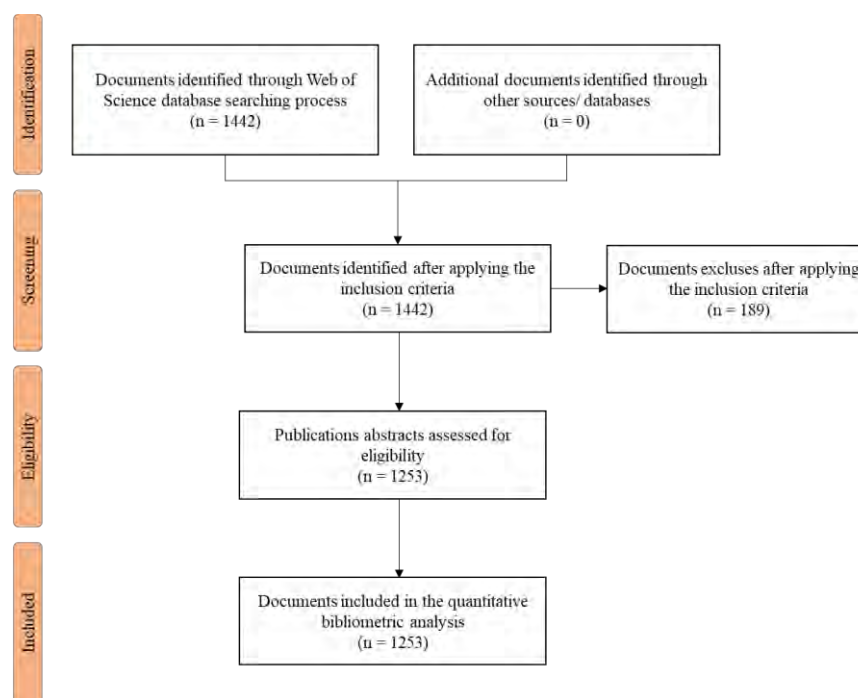 Identification
Documents identified through Web of
Science database searching process
(n = 1442)
Additional documents identified through
other sources/ databases
(n = 0)
Screening
Documents identified after applying the
inclusion criteria
(n = 1442)
Documents excluses after applying
the inclusion criteria
(n = 189)
Eligibility
Publications abstracts assessed for
eligibility
(n = 1253)
Included
Documents included in the quantitative
bibliometric analysis
(n = 1253)